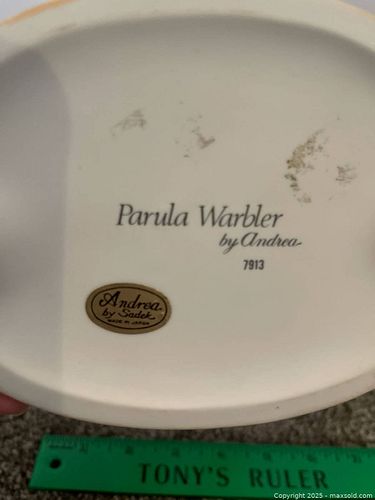 Parula Warbler
by Andrea
7913
Andrea
by Sadek
MADE IN JAPAN
TONY'S RULER
Copyright © 2025 - maxsold.com